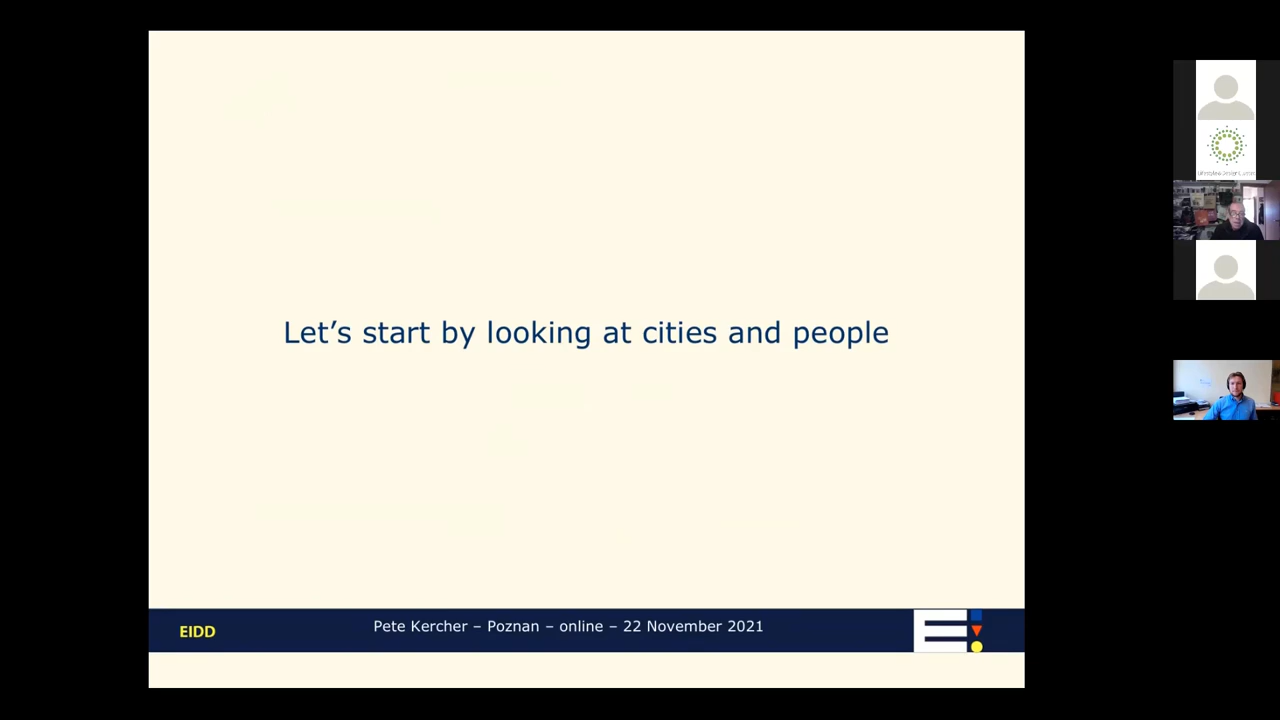 Let’s start by looking at cities and people
EIDD
Pete Kercher – Poznan – online – 22 November 2021